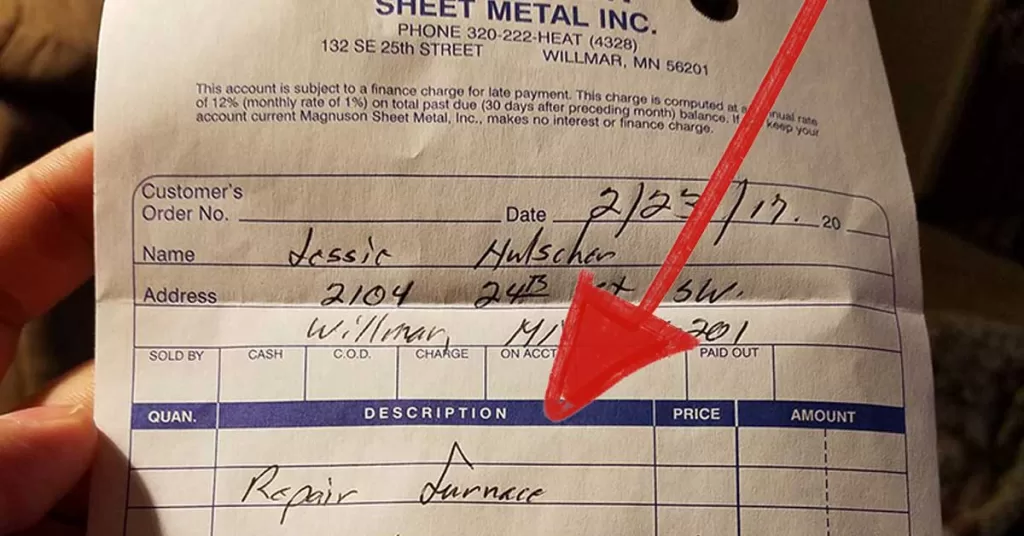 SHEET METAL INC.
PHONE 320-222-HEAT (4328)
132 SE 25th STREET WILLMAR, MN 56201
This account is subject to a finance charge for late payment. This charge is computed at a
of 12% (monthly rate of 1%) on total past due (30 days after preceding month) balance. If keep your
account current Magnuson Sheet Metal, Inc., makes no interest or finance charge.
Customer's
Order No. Date 2/23/17. 20
Name Jessie Hulscher
Address 2104 24th SW.
Willmar, 201
SOLD BY CASH C.O.D. CHARGE ON ACCT PAID OUT
QUAN. DESCRIPTION PRICE AMOUNT
Repair furnace